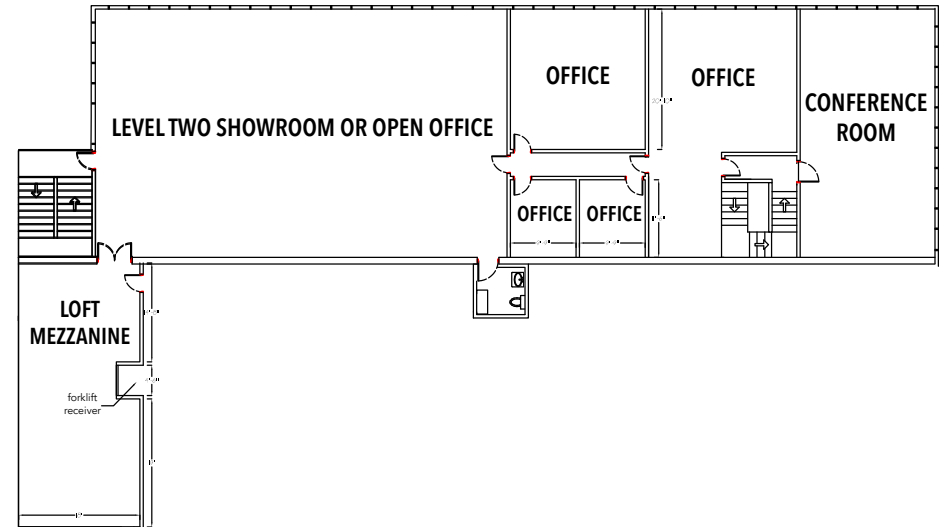 OFFICE
OFFICE
CONFERENCE
ROOM
LEVEL TWO SHOWROOM OR OPEN OFFICE
OFFICE
OFFICE
LOFT
MEZZANINE
forklift
receiver